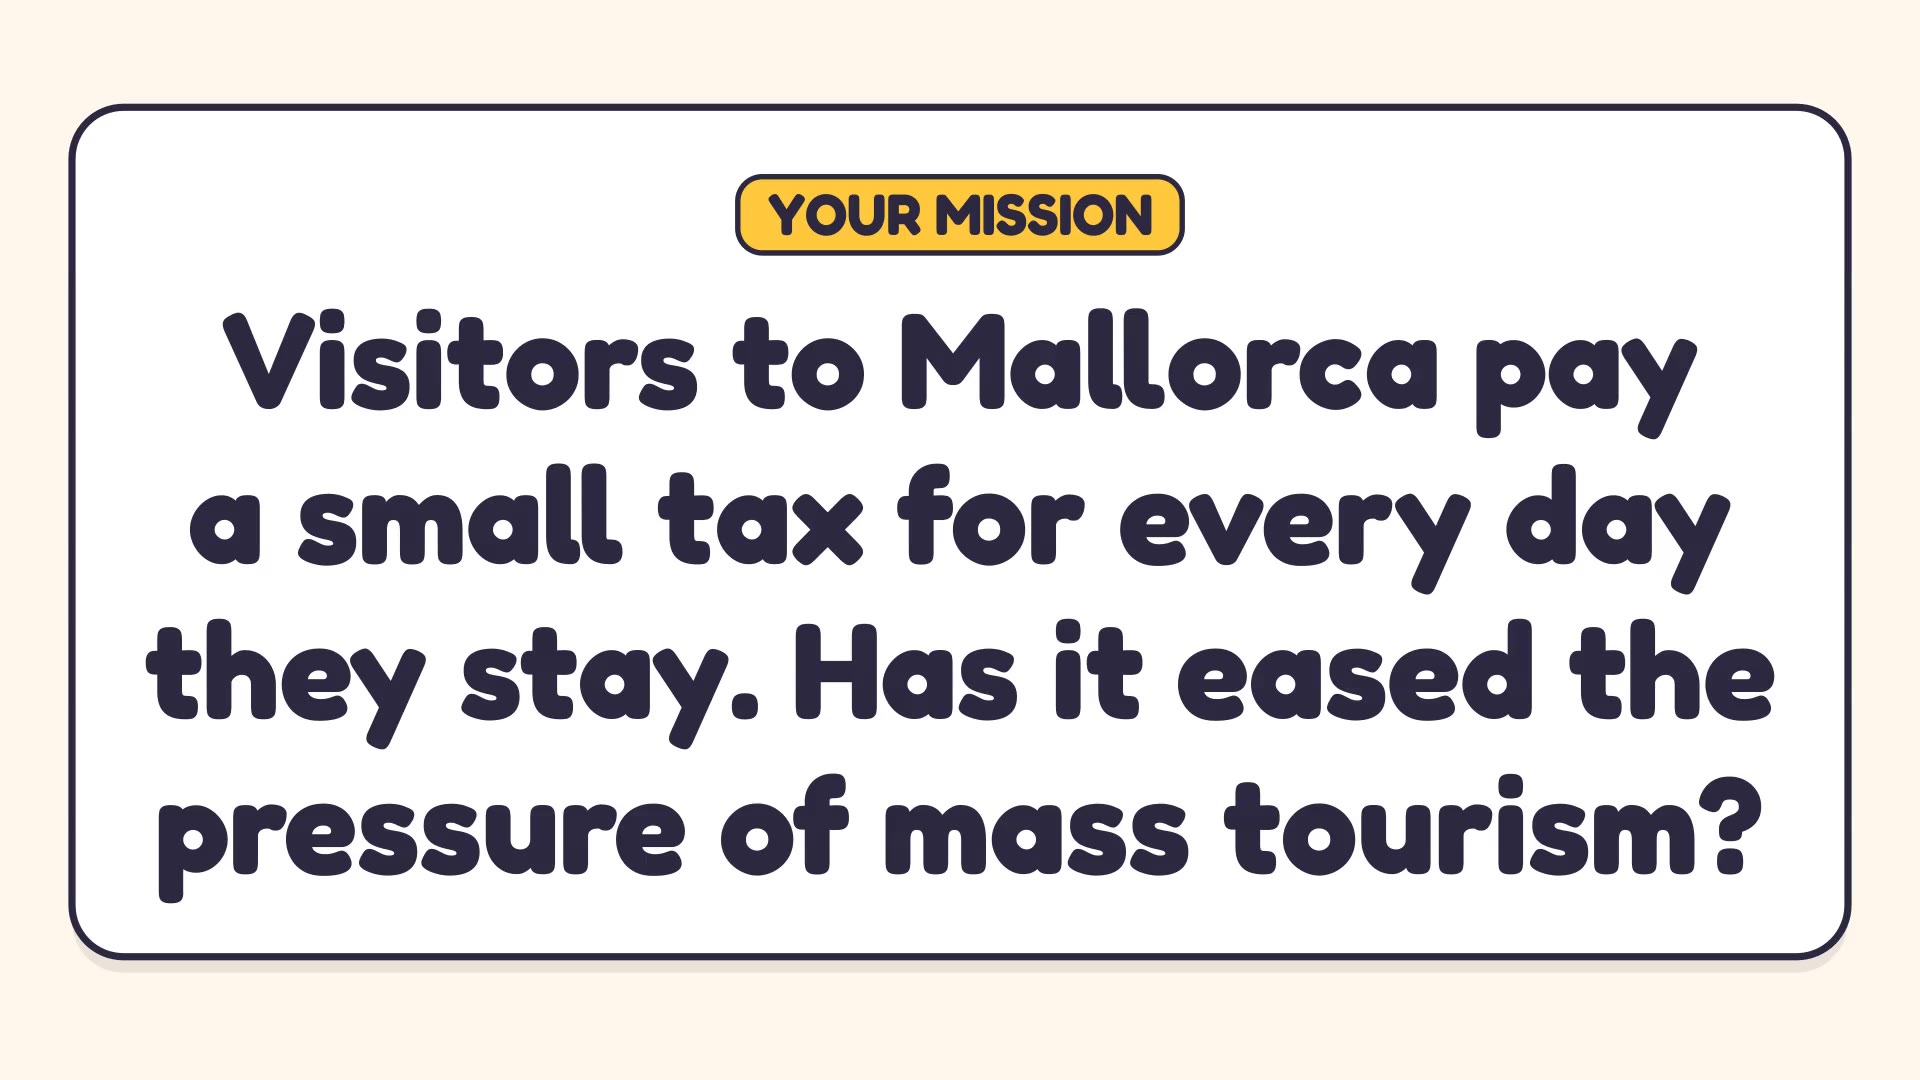 YOUR MISSION
Visitors to Mallorca pay
a small tax for every day
they stay. Has it eased the
pressure of mass tourism?